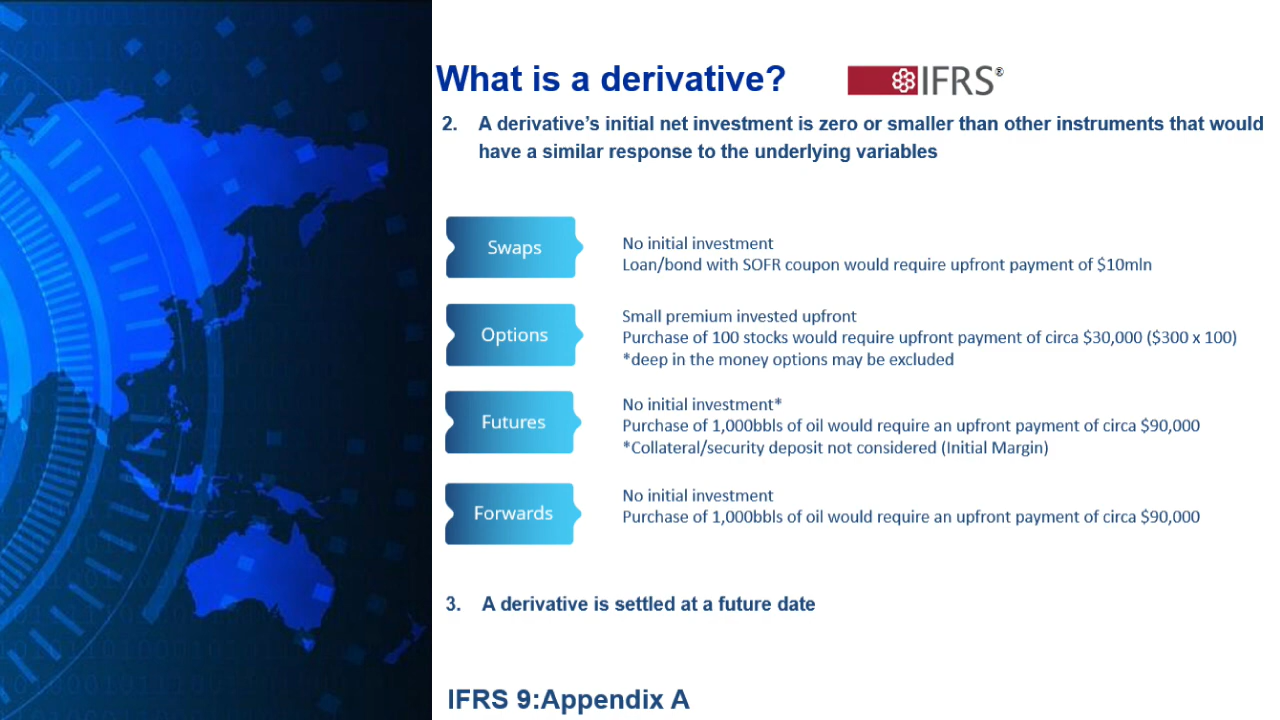 What is a derivative?
IFRS®
2. A derivative's initial net investment is zero or smaller than other instruments that would
have a similar response to the underlying variables
Swaps
No initial investment
Loan/bond with SOFR coupon would require upfront payment of $10mln
Options
Small premium invested upfront
Purchase of 100 stocks would require upfront payment of circa $30,000 ($300 x 100)
*deep in the money options may be excluded
Futures
No initial investment*
Purchase of 1,000bbls of oil would require an upfront payment of circa $90,000
*Collateral/security deposit not considered (Initial Margin)
Forwards
No initial investment
Purchase of 1,000bbls of oil would require an upfront payment of circa $90,000
3. A derivative is settled at a future date
IFRS 9:Appendix A